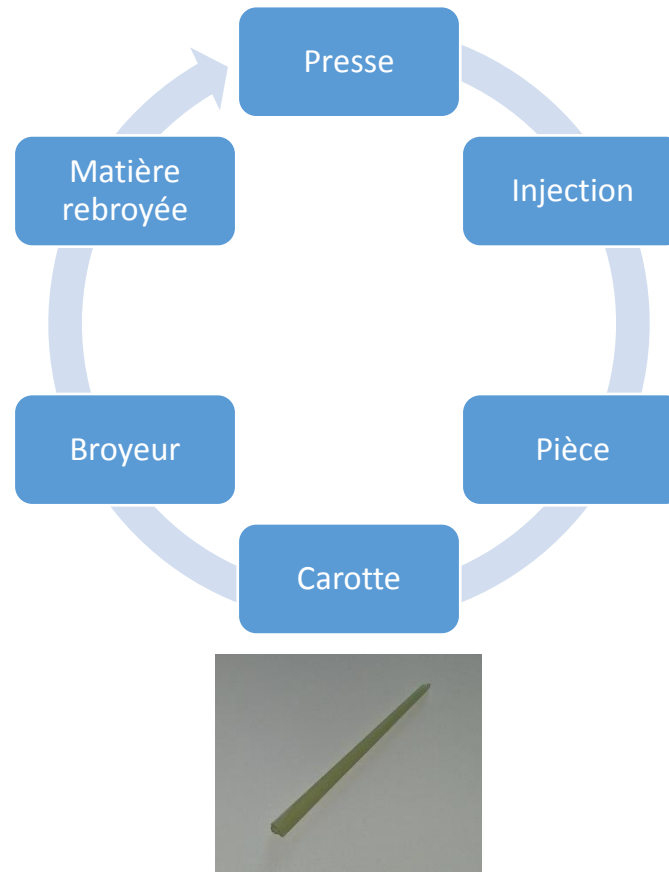 Presse
Injection
Pièce
Carotte
Broyeur
Matière
rebroyée